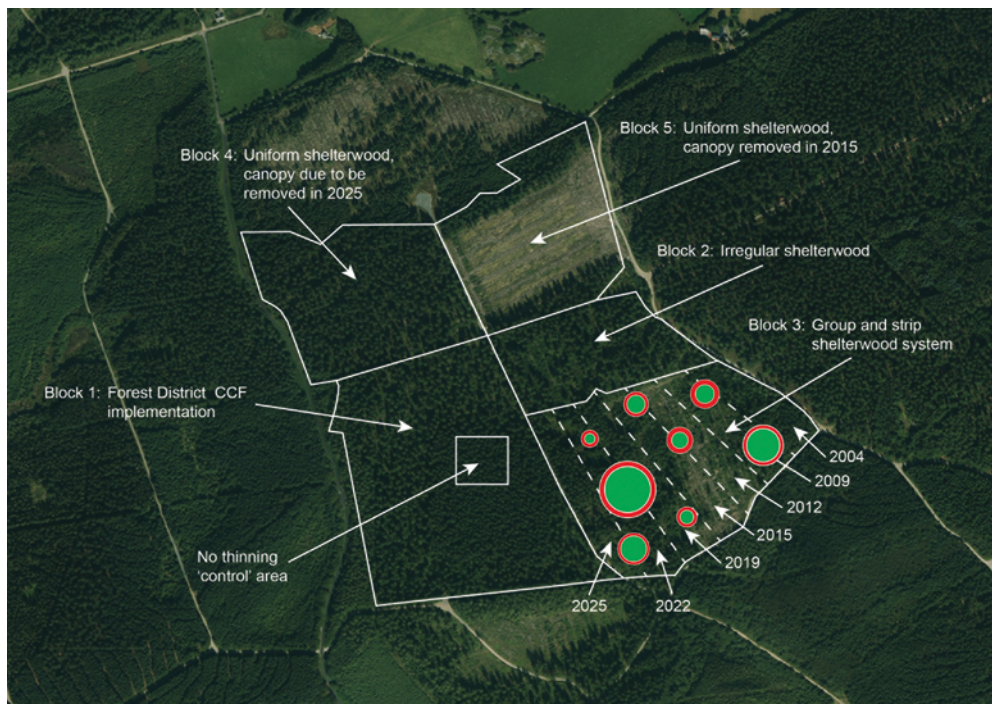 Block 5: Uniform shelterwood,
canopy removed in 2015
Block 4: Uniform shelterwood,
canopy due to be
removed in 2025
Block 2: Irregular shelterwood
Block 3: Group and strip
shelterwood system
Block 1: Forest District CCF
implementation
No thinning
'control' area
2004
2009
2012
2015
2019
2022
2025